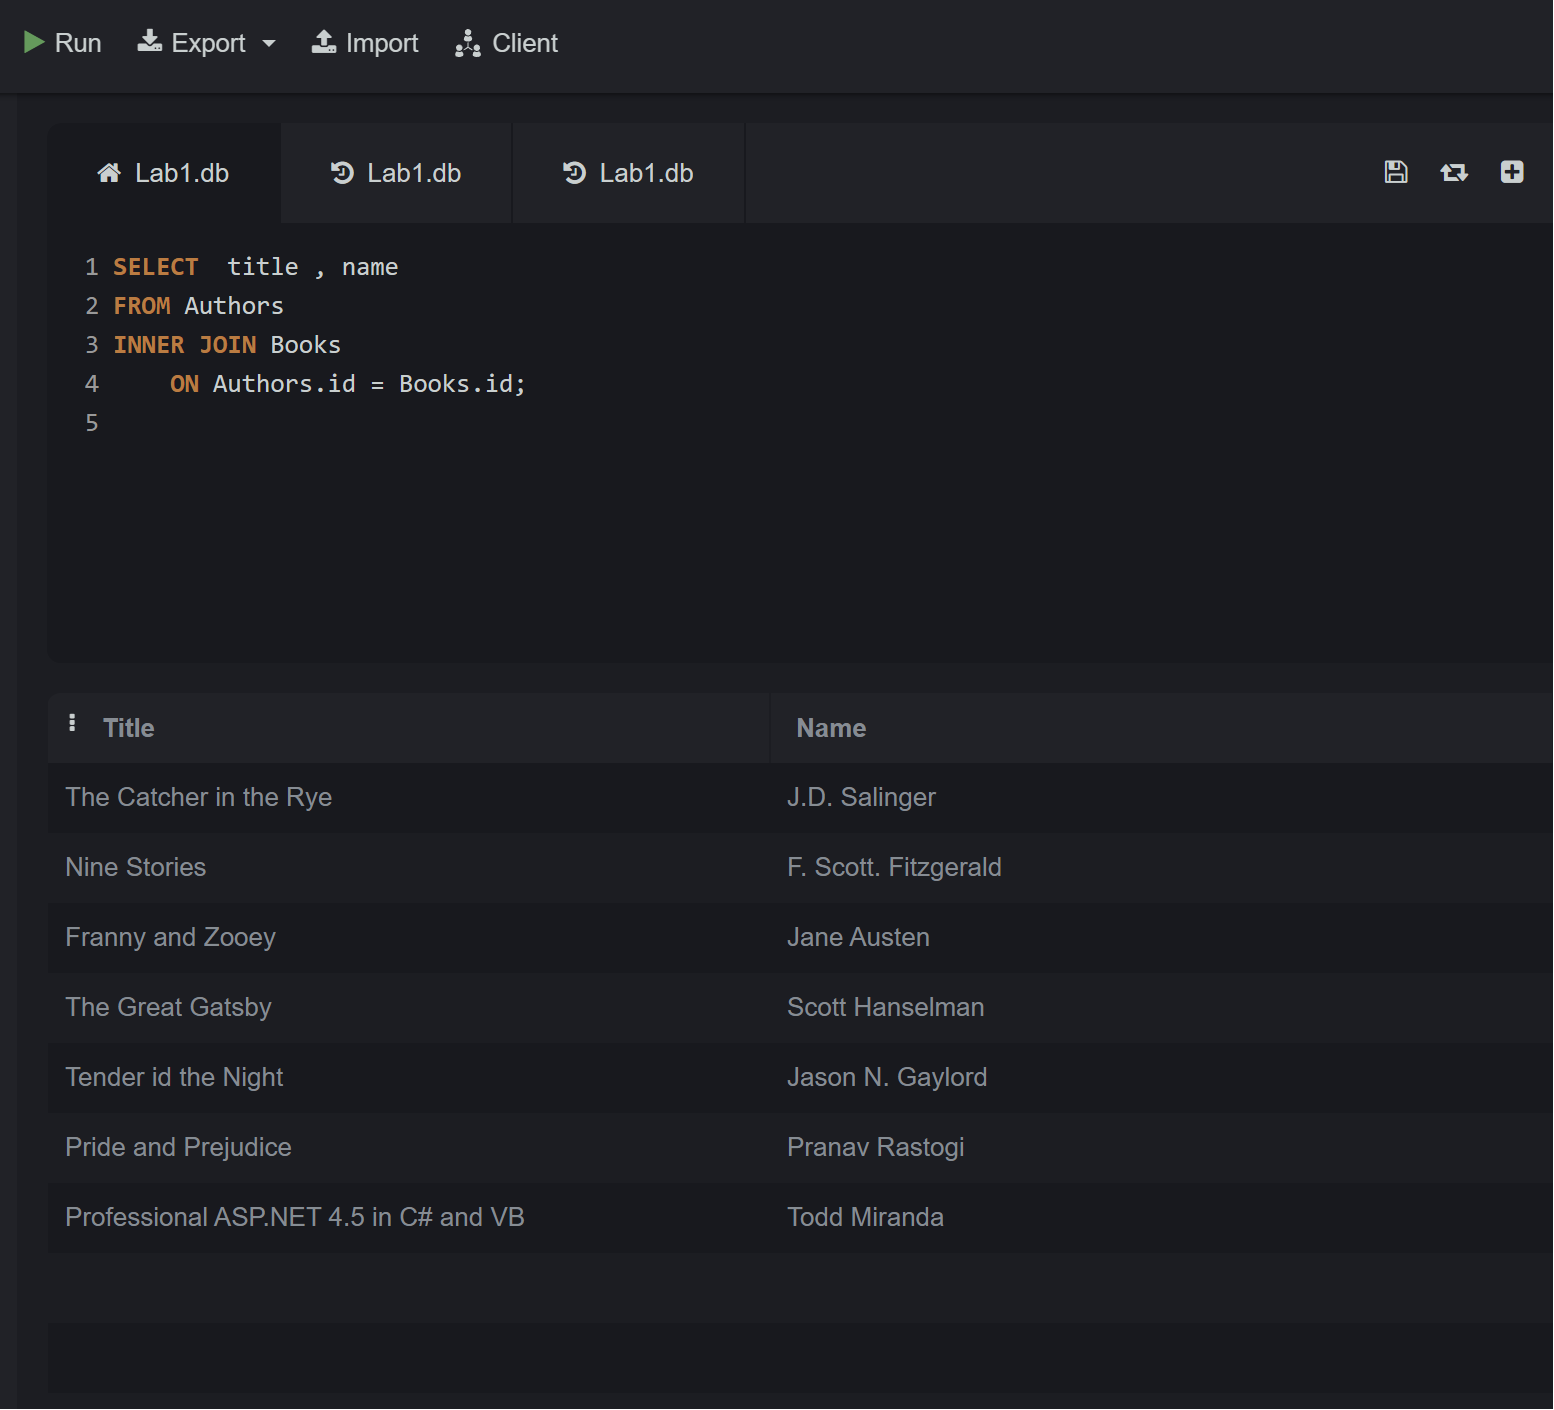 Run Export Import Client
Lab1.db Lab1.db Lab1.db
1 SELECT  title , name
2 FROM Authors
3 INNER JOIN Books
4     ON Authors.id = Books.id;
5
Title Name
The Catcher in the Rye J.D. Salinger
Nine Stories F. Scott. Fitzgerald
Franny and Zooey Jane Austen
The Great Gatsby Scott Hanselman
Tender id the Night Jason N. Gaylord
Pride and Prejudice Pranav Rastogi
Professional ASP.NET 4.5 in C# and VB Todd Miranda